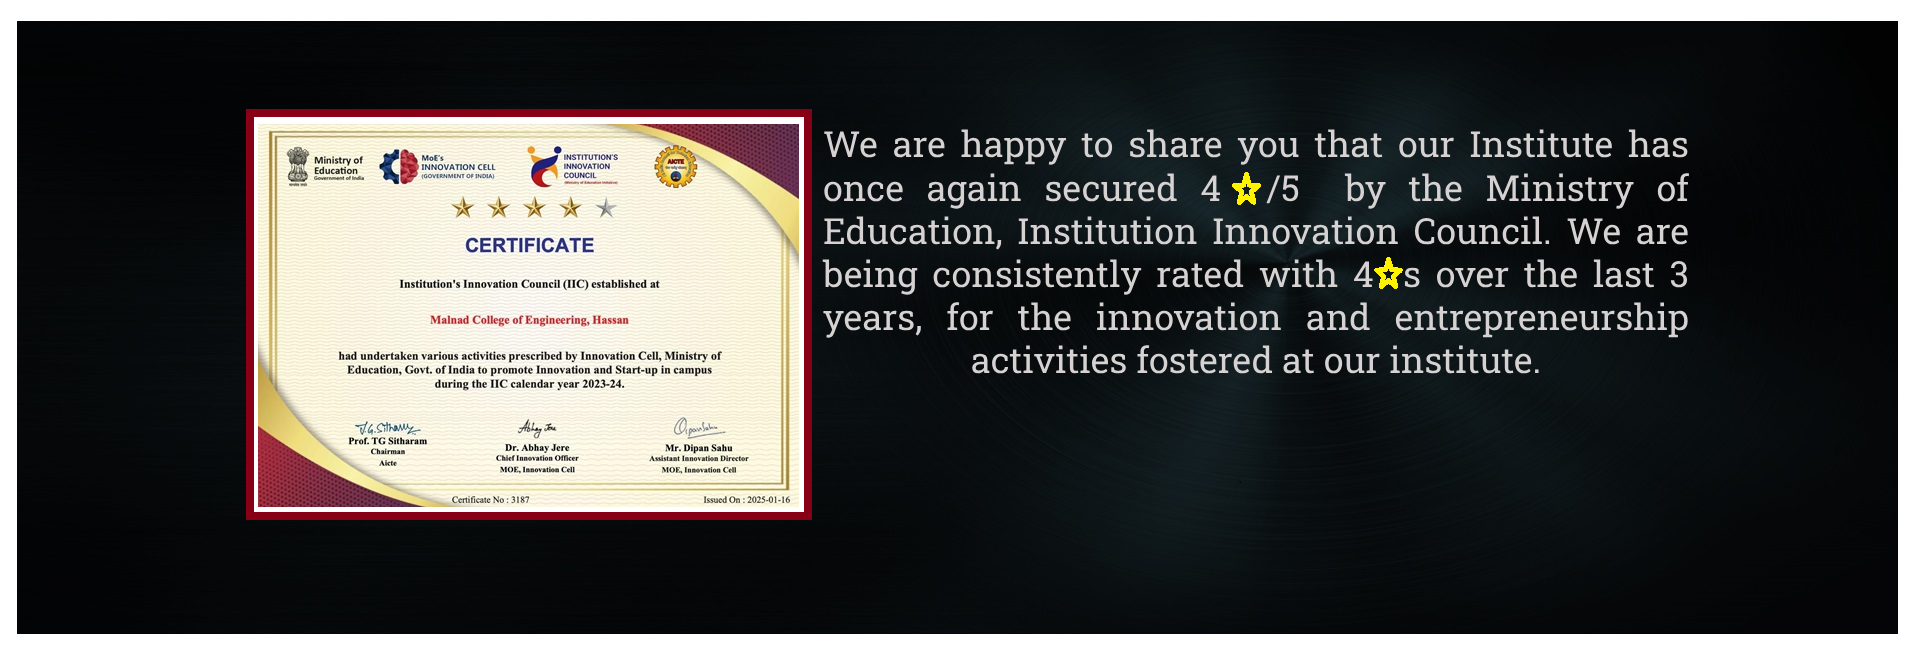 Ministry of
Education
Government of India
MoE's
INNOVATION CELL
(GOVERNMENT OF INDIA)
INSTITUTION'S
INNOVATION
COUNCIL
(Ministry of Education Initiative)
AICTE
CERTIFICATE
Institution's Innovation Council (IIC) established at
Malnad College of Engineering, Hassan
had undertaken various activities prescribed by Innovation Cell, Ministry of
Education, Govt. of India to promote Innovation and Start-up in campus
during the IIC calendar year 2023-24.
Prof. TG Sitharam
Chairman
Aicte
Abhay Jere
Dr. Abhay Jere
Chief Innovation Officer
MOE, Innovation Cell
Mr. Dipan Sahu
Assistant Innovation Director
MOE, Innovation Cell
Certificate No : 3187
Issued On : 2025-01-16
We are happy to share you that our Institute has
once again secured 4 ⭐/5 by the Ministry of
Education, Institution Innovation Council. We are
being consistently rated with 4⭐s over the last 3
years, for the innovation and entrepreneurship
activities fostered at our institute.